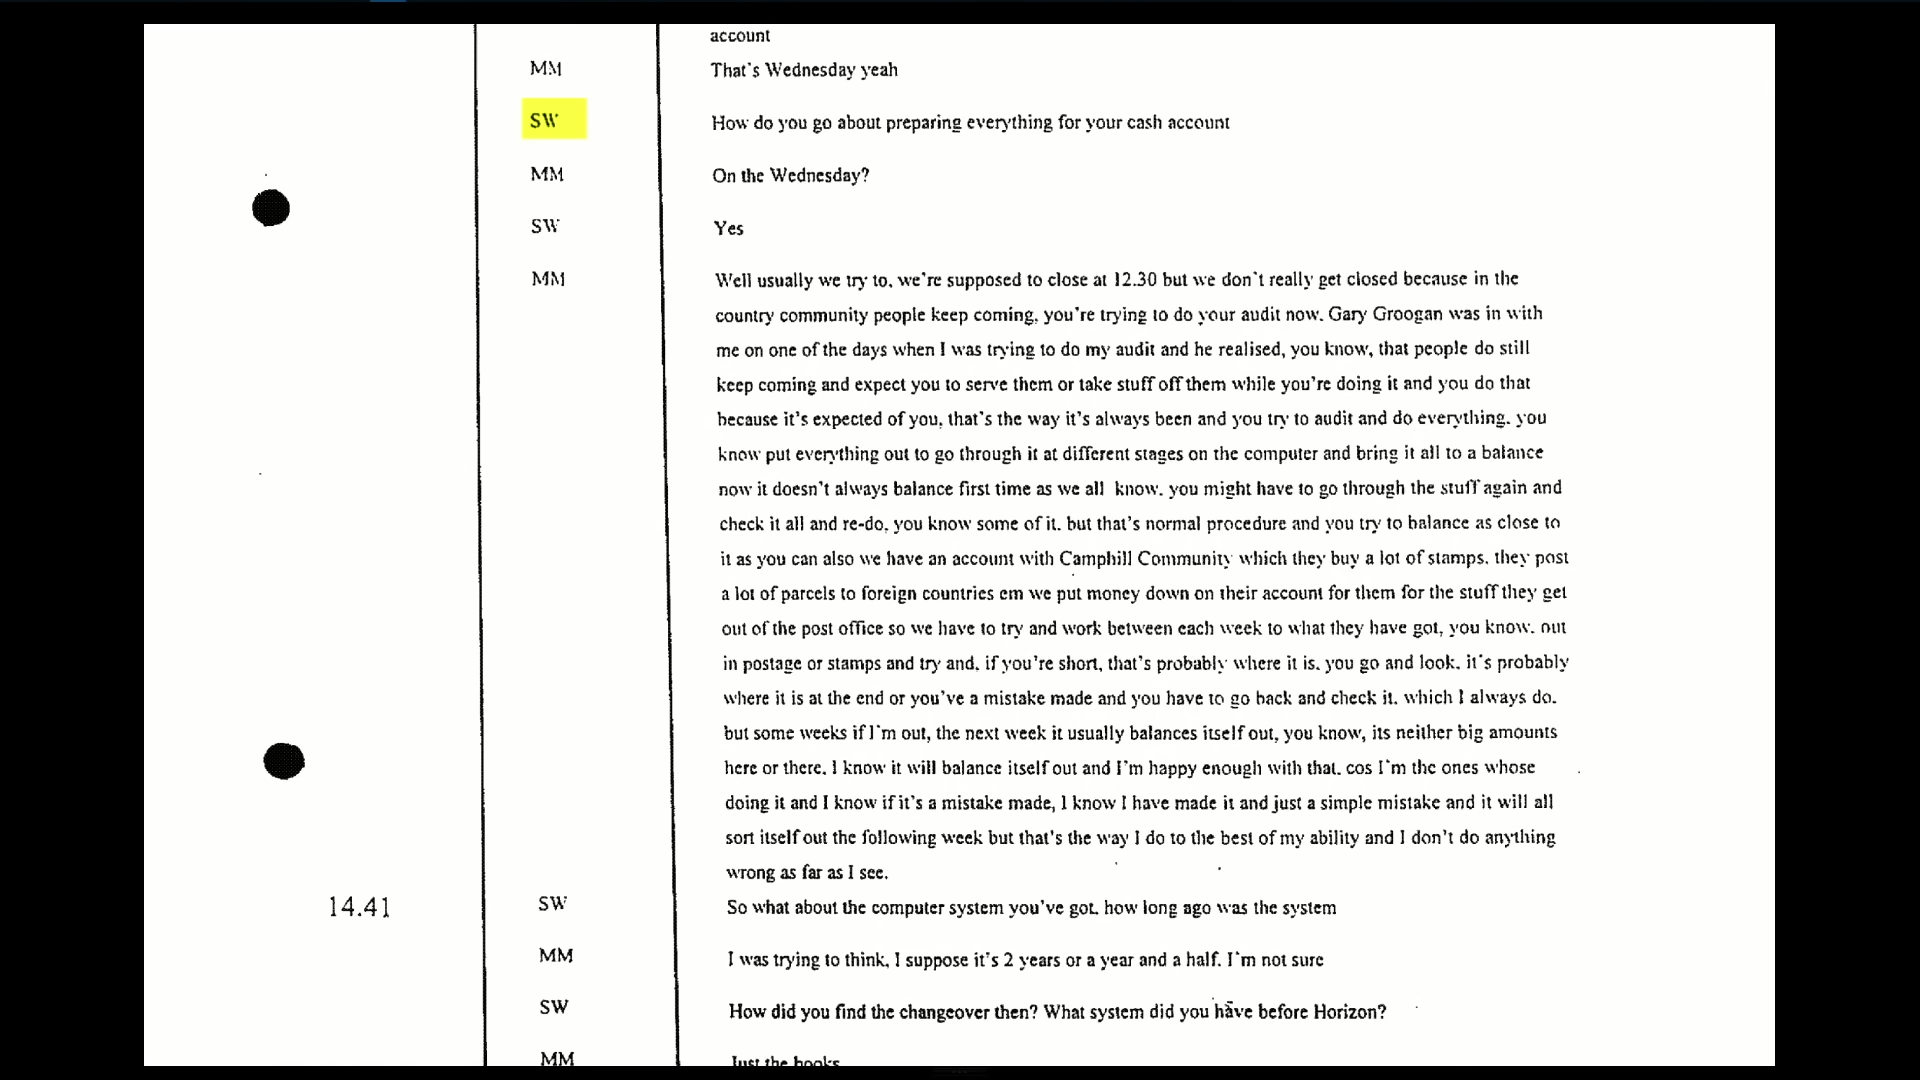 account
MM That's Wednesday yeah
SW How do you go about preparing everything for your cash account
MM On the Wednesday?
SW Yes
MM Well usually we try to, we're supposed to close at 12.30 but we don't really get closed because in the
country community people keep coming, you're trying to do your audit now. Gary Groogan was in with
me on one of the days when I was trying to do my audit and he realised, you know, that people do still
keep coming and expect you to serve them or take stuff off them while you're doing it and you do that
because it's expected of you, that's the way it's always been and you try to audit and do everything. you
know put everything out to go through it at different stages on the computer and bring it all to a balance
now it doesn't always balance first time as we all know. you might have to go through the stuff again and
check it all and re-do, you know some of it. but that's normal procedure and you try to balance as close to
it as you can also we have an account with Camphill Community which they buy a lot of stamps. they post
a lot of parcels to foreign countries em we put money down on their account for them for the stuff they get
out of the post office so we have to try and work between each week to what they have got, you know. out
in postage or stamps and try and. if you're short, that's probably where it is. you go and look. it's probably
where it is at the end or you've a mistake made and you have to go back and check it. which I always do.
but some weeks if I'm out, the next week it usually balances itself out, you know, its neither big amounts
here or there. I know it will balance itself out and I'm happy enough with that. cos I'm the ones whose
doing it and I know if it's a mistake made, I know I have made it and just a simple mistake and it will all
sort itself out the following week but that's the way I do to the best of my ability and I don't do anything
wrong as far as I see.
14.41 SW So what about the computer system you've got. how long ago was the system
MM I was trying to think, I suppose it's 2 years or a year and a half. I'm not sure
SW How did you find the changeover then? What system did you have before Horizon?
MM Just the books